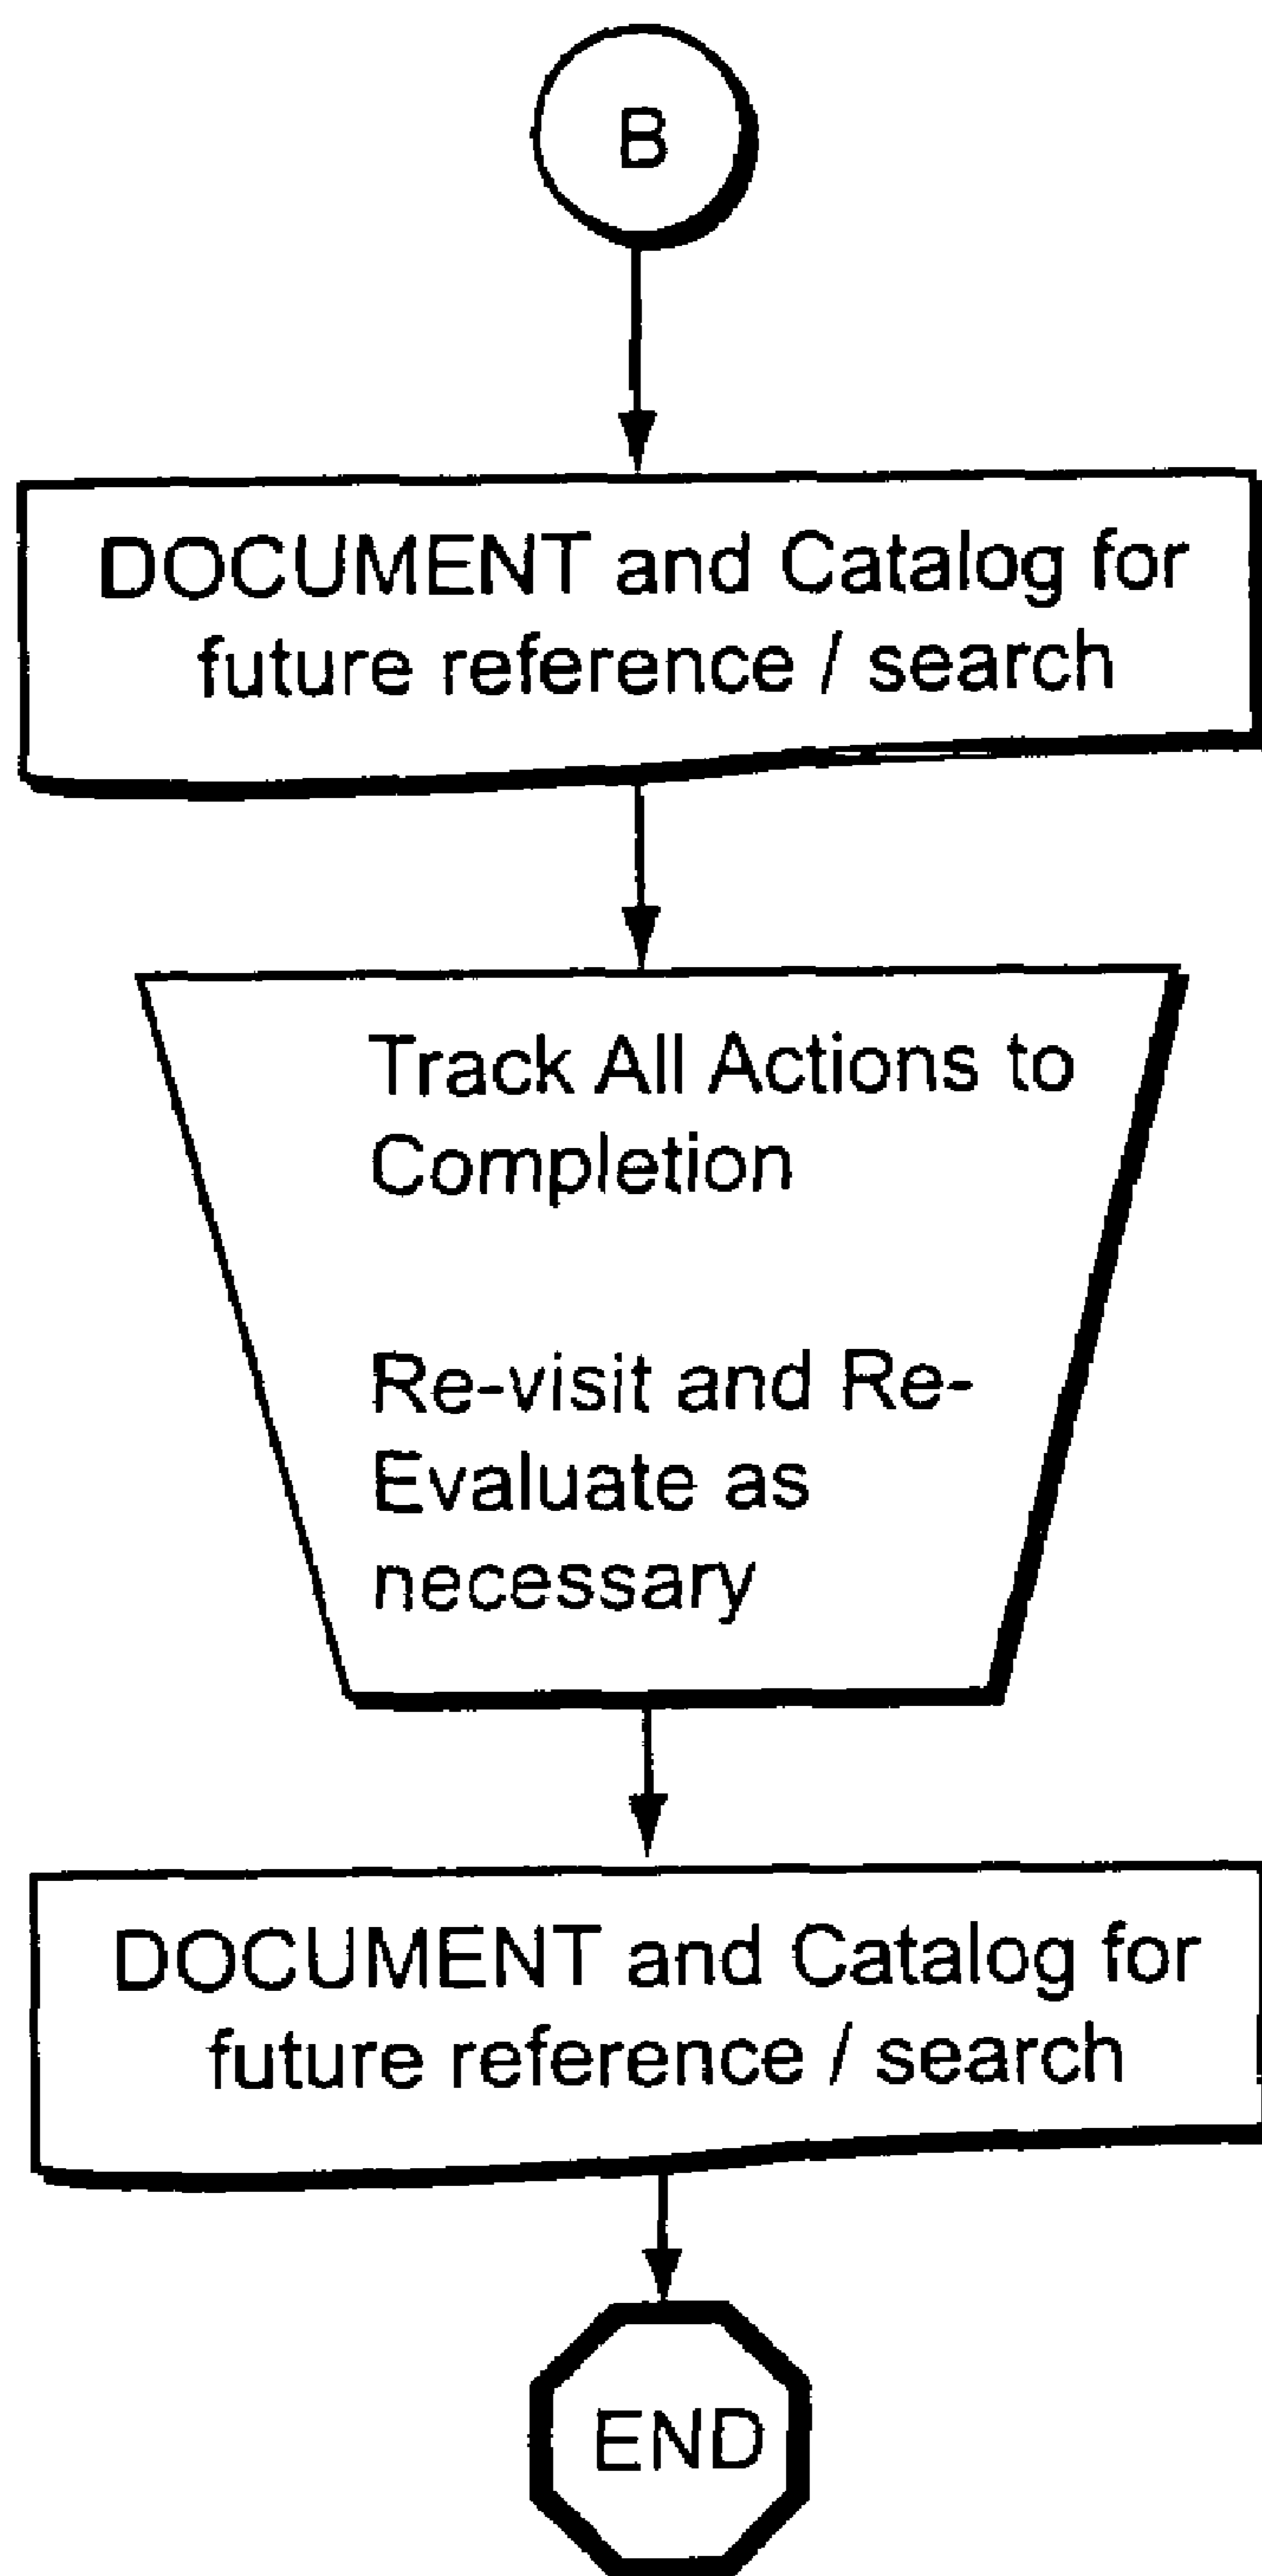 B
DOCUMENT and Catalog for
future reference / search
Track All Actions to
Completion
Re-visit and Re-
Evaluate as
necessary
DOCUMENT and Catalog for
future reference / search
END